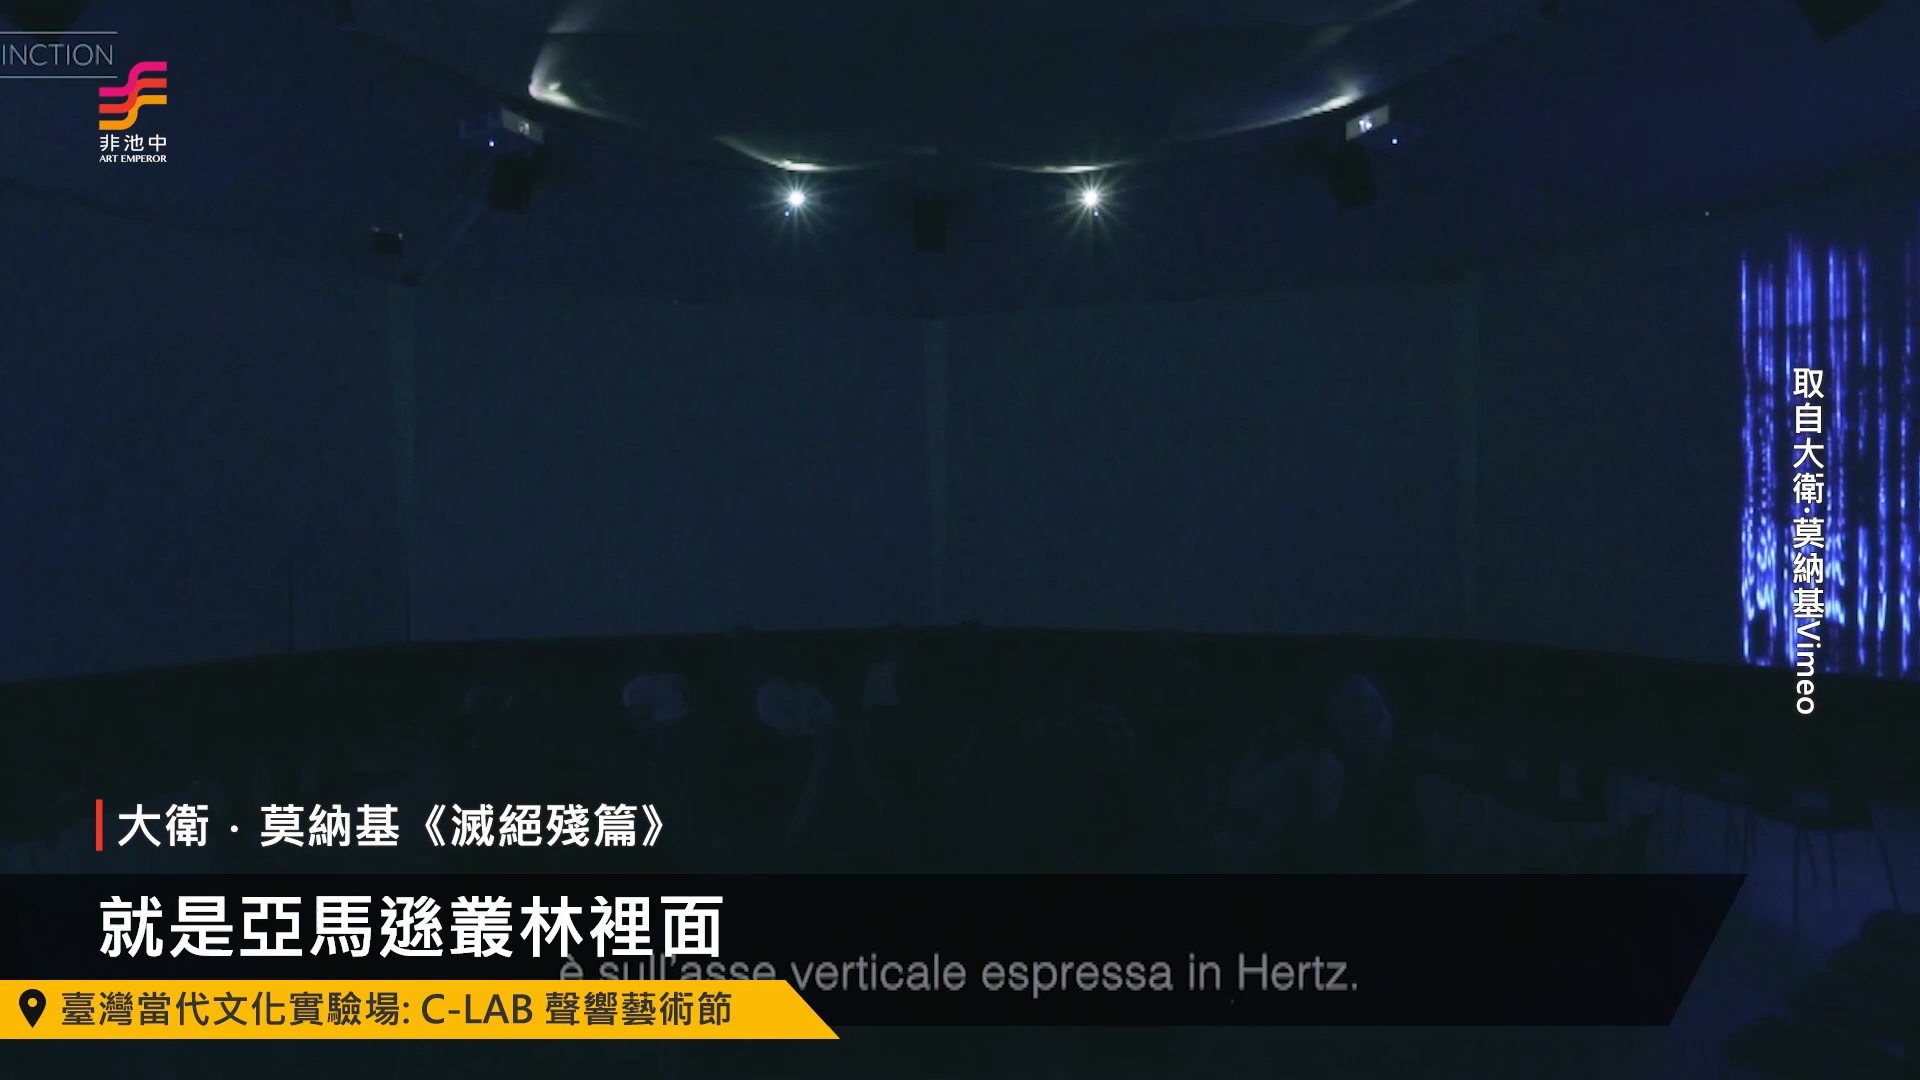 INCTION
非池中
ART EMPEROR
取自大衛·莫納基Vimeo
大衛．莫納基《滅絕殘篇》
就是亞馬遜叢林裡面
è sull'asse verticale espressa in Hertz.
臺灣當代文化實驗場: C-LAB 聲響藝術節